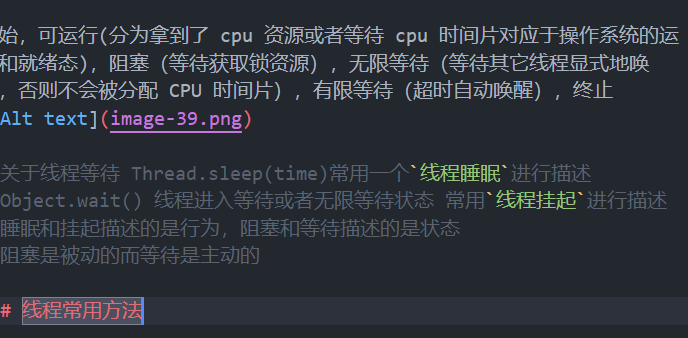 始，可运行(分为拿到了 cpu 资源或者等待 cpu 时间片对应于操作系统的运
和就绪态)，阻塞（等待获取锁资源），无限等待（等待其它线程显式地唤
，否则不会被分配 CPU 时间片），有限等待（超时自动唤醒），终止
Alt text](image-39.png)
关于线程等待 Thread.sleep(time)常用一个`线程睡眠`进行描述
Object.wait() 线程进入等待或者无限等待状态 常用`线程挂起`进行描述
睡眠和挂起描述的是行为，阻塞和等待描述的是状态
阻塞是被动的而等待是主动的
# 线程常用方法